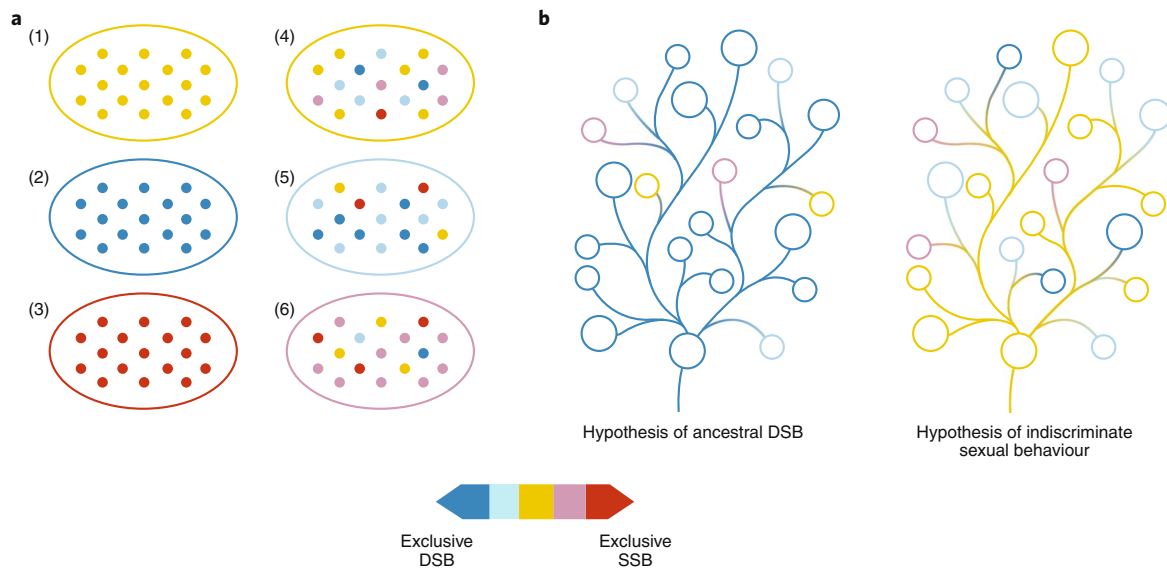 a
(1)
(4)
(2)
(5)
(3)
(6)
b
Hypothesis of ancestral DSB
Hypothesis of indiscriminate
sexual behaviour
Exclusive
DSB
Exclusive
SSB